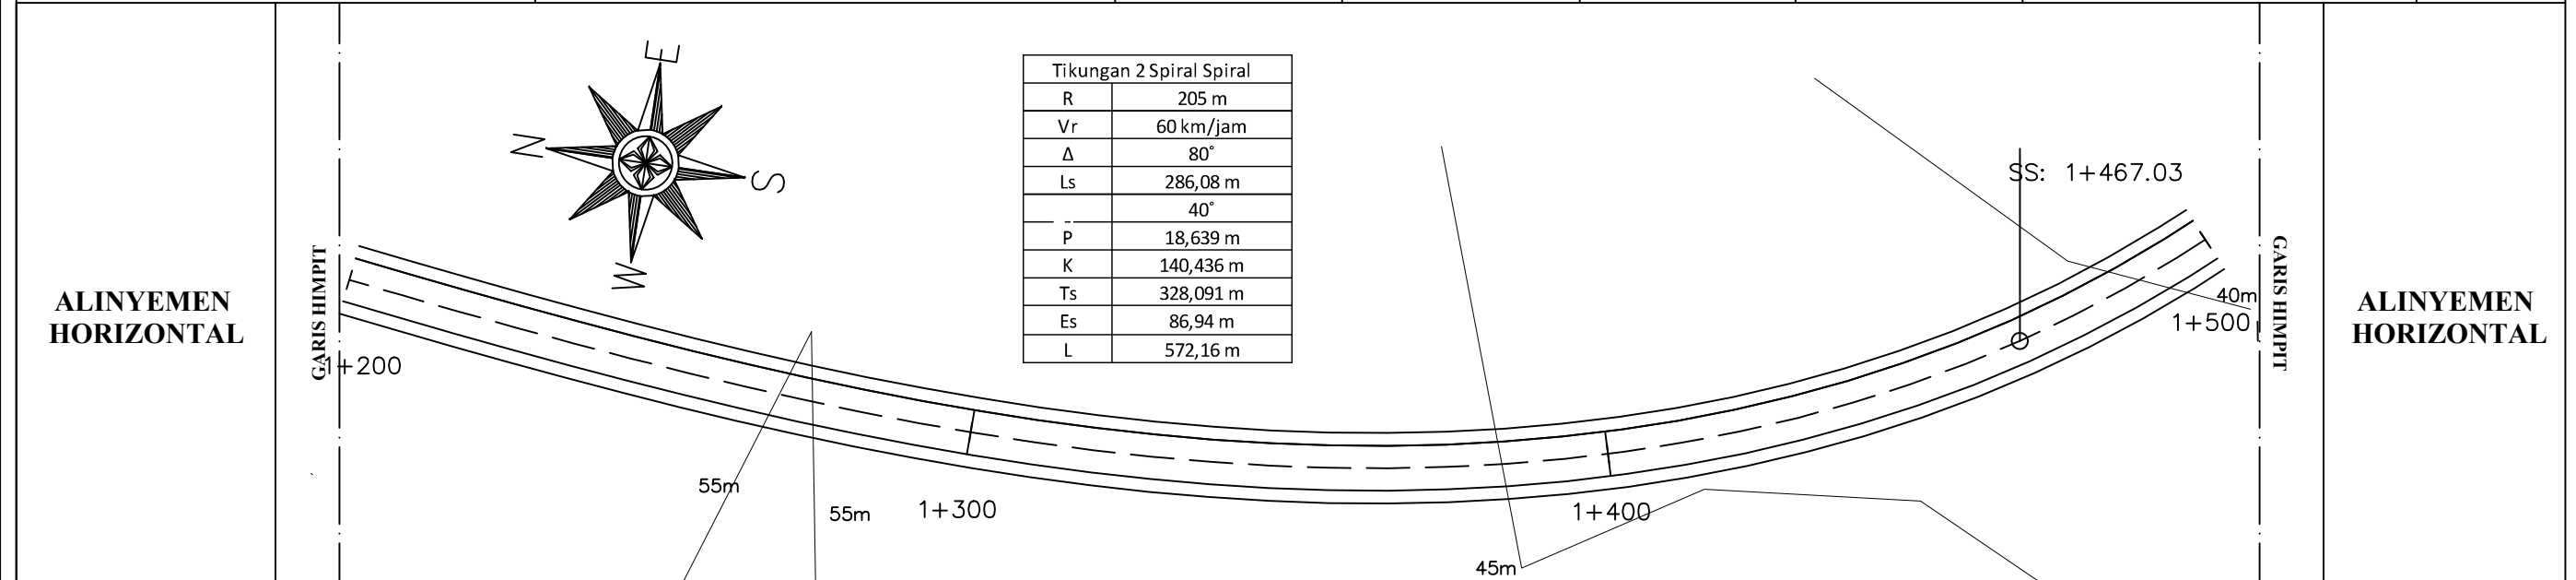 ALINYEMEN
HORIZONTAL
GARIS HIMPIT
E
N
S
W
Tikungan 2 Spiral Spiral
R 205 m
Vr 60 km/jam
Δ 80°
Ls 286,08 m
40°
P 18,639 m
K 140,436 m
Ts 328,091 m
Es 86,94 m
L 572,16 m
SS: 1+467.03
40m
1+500
GARIS HIMPIT
ALINYEMEN
HORIZONTAL
1+200
55m
55m
1+300
1+400
45m